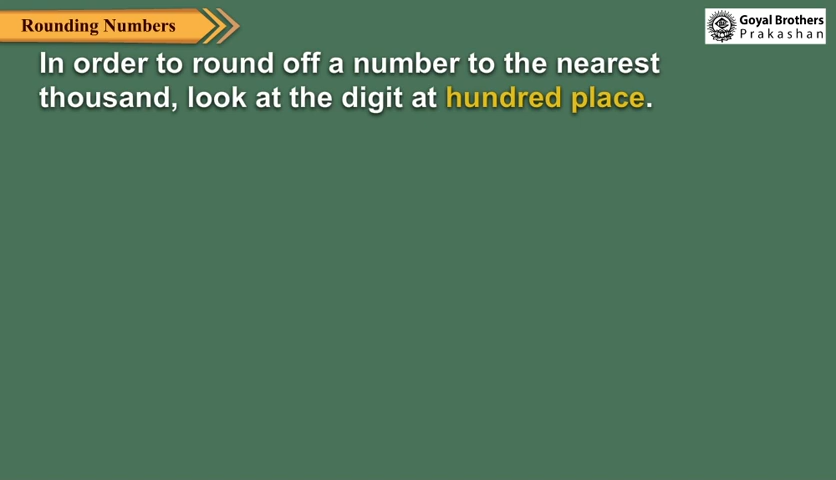 Rounding Numbers
Goyal Brothers
Prakashan
In order to round off a number to the nearest
thousand, look at the digit at hundred place.